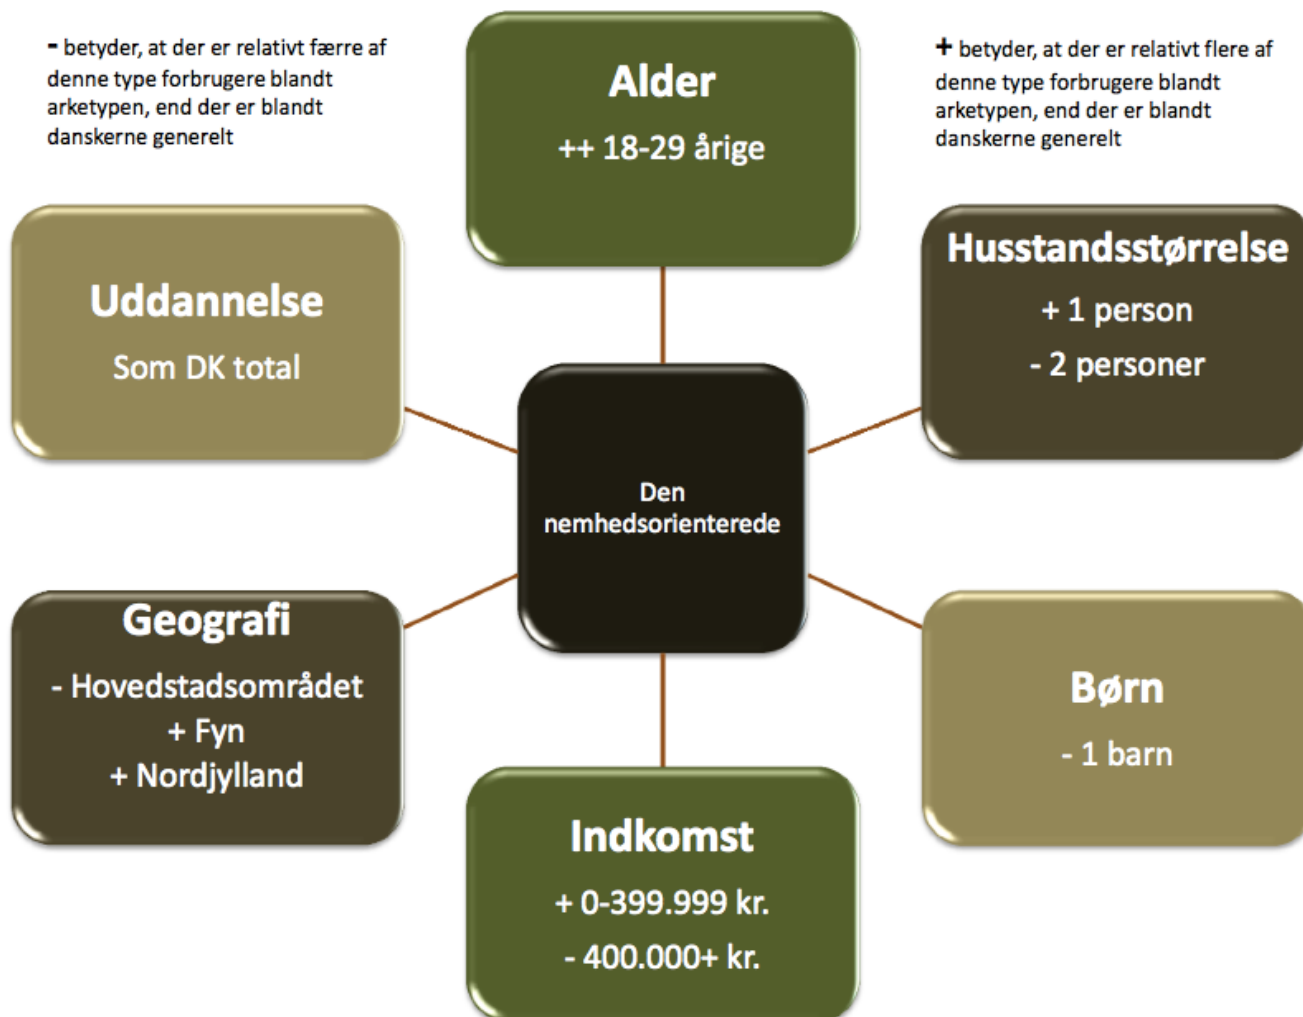 - betyder, at der er relativt færre af
denne type forbrugere blandt
arketypen, end der er blandt
danskerne generelt
Alder
++ 18-29 årige
+ betyder, at der er relativt flere af
denne type forbrugere blandt
arketypen, end der er blandt
danskerne generelt
Uddannelse
Som DK total
Husstandsstørrelse
+ 1 person
- 2 personer
Den
nemhedsorienterede
Geografi
- Hovedstadsområdet
+ Fyn
+ Nordjylland
Børn
- 1 barn
Indkomst
+ 0-399.999 kr.
- 400.000+ kr.